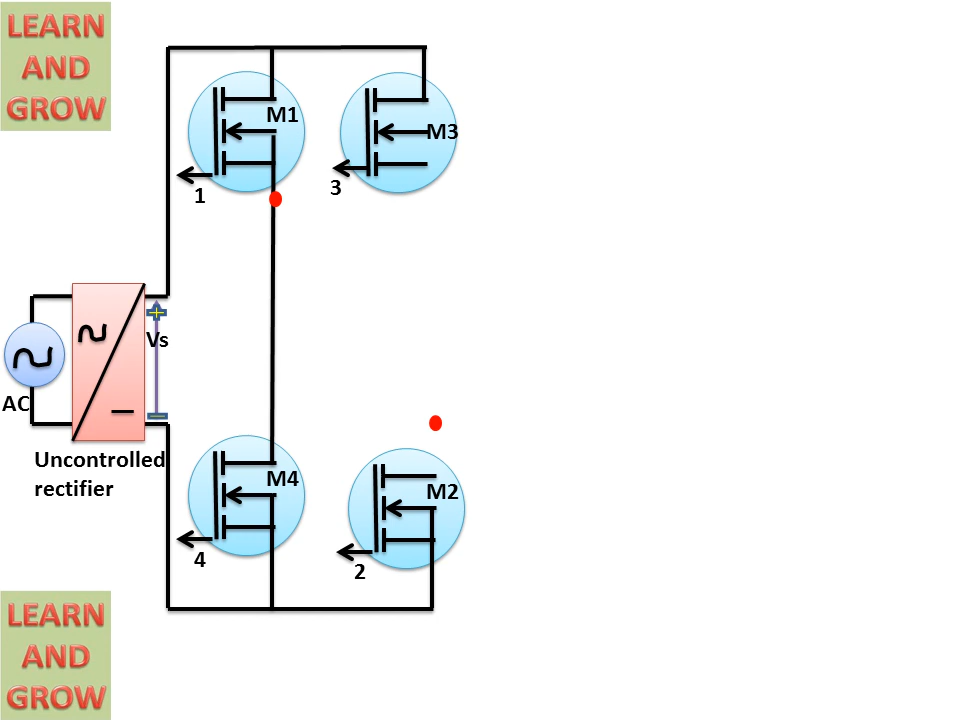 LEARN
AND
GROW
M1
M3
1
3
Vs
AC
Uncontrolled
rectifier
M4
M2
4
2
LEARN
AND
GROW